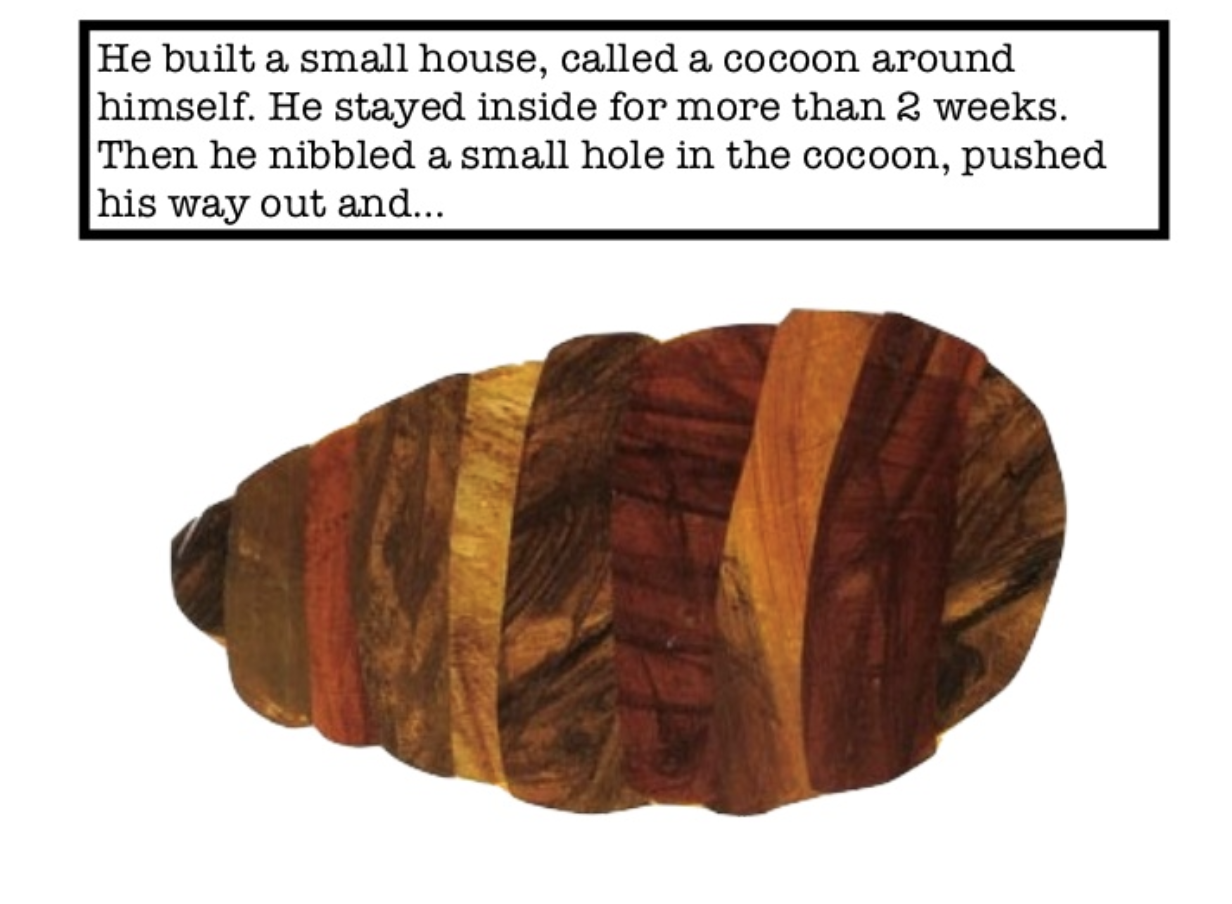 He built a small house, called a cocoon around
himself. He stayed inside for more than 2 weeks.
Then he nibbled a small hole in the cocoon, pushed
his way out and...